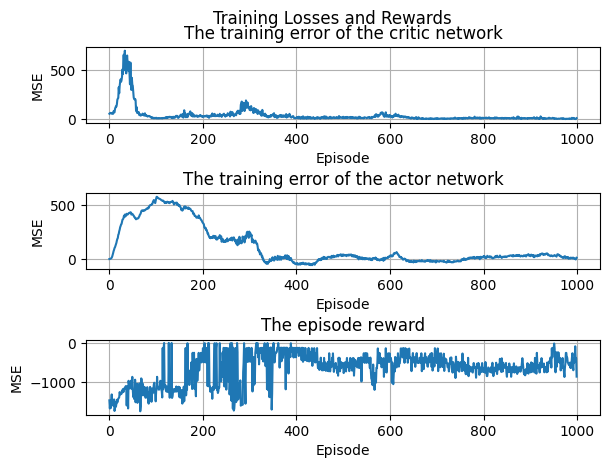 Training Losses and Rewards
The training error of the critic network
500
0
MSE
0 200 400 600 800 1000
Episode
The training error of the actor network
500
0
MSE
0 200 400 600 800 1000
Episode
The episode reward
0
−1000
MSE
0 200 400 600 800 1000
Episode